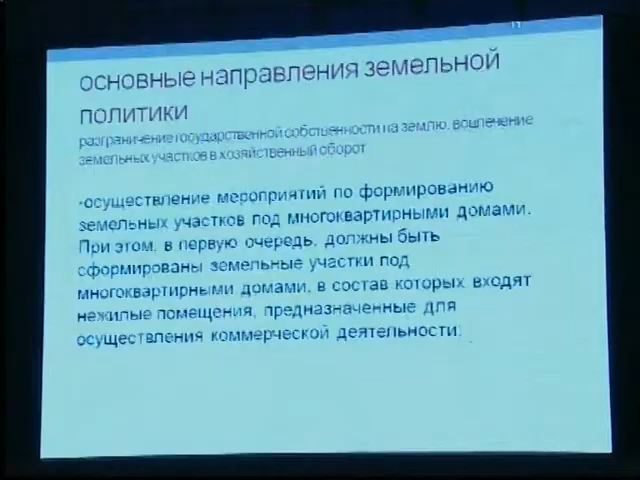 основные направления земельной
политики
разграничение государственной собственности на землю, вовлечение
земельных участков в хозяйственный оборот
•осуществление мероприятий по формированию
земельных участков под многоквартирными домами.
При этом, в первую очередь, должны быть
сформированы земельные участки под
многоквартирными домами, в состав которых входят
нежилые помещения, предназначенные для
осуществления коммерческой деятельности;